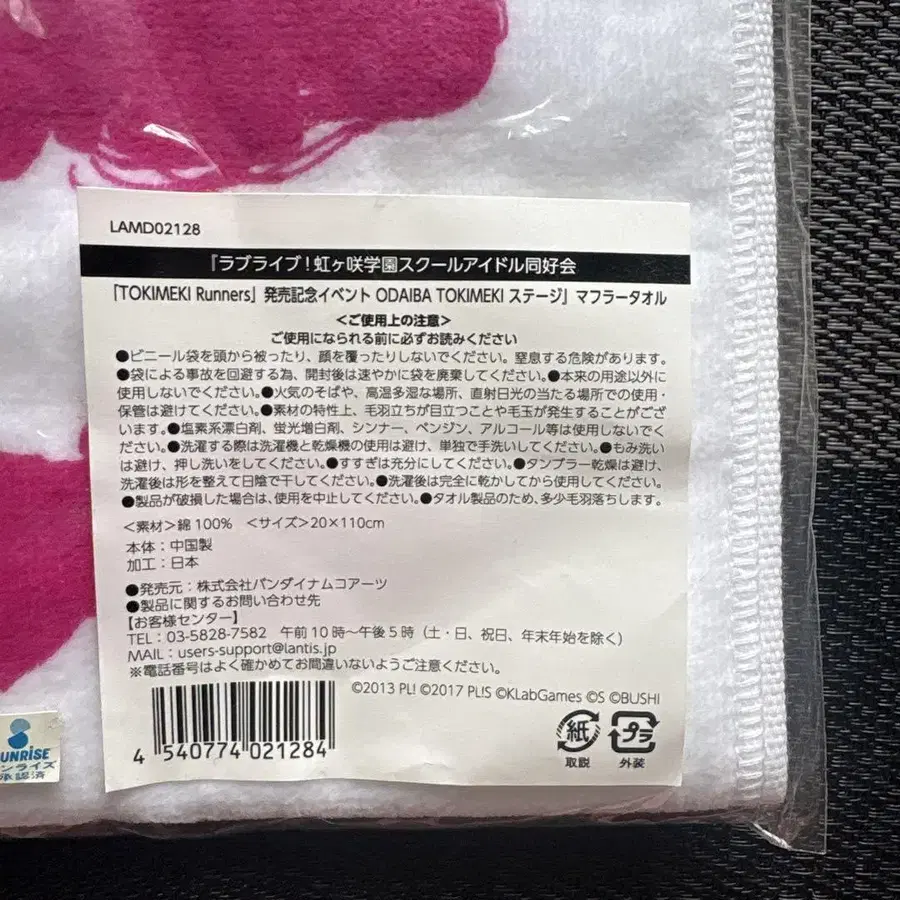 LAMD02128
『ラブライブ!虹ヶ咲学園スクールアイドル同好会
「TOKIMEKI Runners」発売記念イベント ODAIBA TOKIMEKI ステージ』マフラータオル
<ご使用上の注意>
ご使用になられる前に必ずお読みください
●ビニール袋を頭から被ったり、顔を覆ったりしないでください。窒息する危険があります。
●袋による事故を回避する為、開封後は速やかに袋を廃棄してください。●本来の用途以外に
使用しないでください。●火気のそばや、高温多湿な場所、直射日光の当たる場所での使用・
保管は避けてください。●素材の特性上、毛羽立ちが目立つことや毛玉が発生することがござ
います。●塩素系漂白剤、蛍光増白剤、シンナー、ベンジン、アルコール等は使用しないでく
ださい。●洗濯する際は洗濯機と乾燥機の使用は避け、単独で手洗いしてください。●もみ洗い
は避け、押し洗いをしてください。●すすぎは充分にしてください。●タンブラー乾燥は避け、
洗濯後は形を整えて日陰で干してください。●洗濯後は完全に乾かしてから使用してください。
●製品が破損した場合は、使用を中止してください。●タオル製品のため、多少毛羽落ちします。
<素材>綿100% <サイズ>20×110cm
本体:中国製
加工:日本
●発売元:株式会社バンダイナムコアーツ
●製品に関するお問い合わせ先
【お客様センター】
TEL:03-5828-7582 午前10時~午後5時(土・日、祝日、年末年始を除く)
MAIL:users-support@lantis.jp
※電話番号はよく確かめてお間違いないようご注意ください。
©2013 PL! ©2017 PL!S ©KLabGames ©S ©BUSHI
4 540774 021284
紙
取説
プラ
外装
UNRISE
ンライズ
承認済